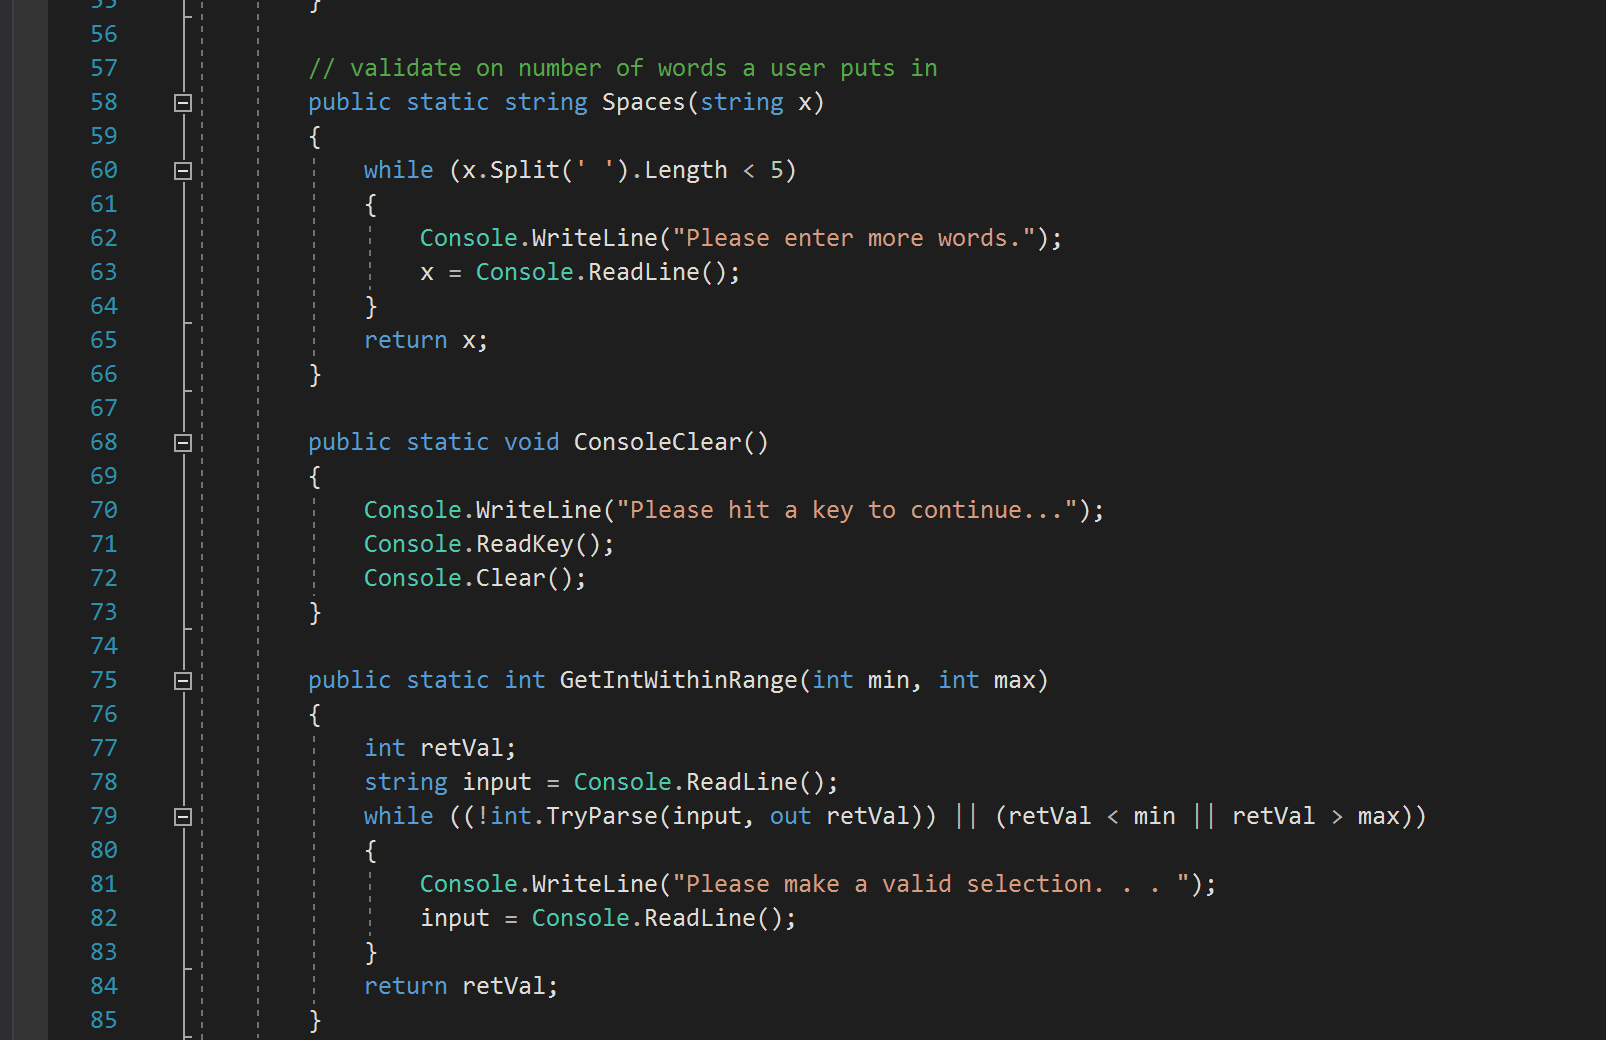 55 }
56
57 // validate on number of words a user puts in
58 public static string Spaces(string x)
59 {
60 while (x.Split(' ').Length < 5)
61 {
62 Console.WriteLine("Please enter more words.");
63 x = Console.ReadLine();
64 }
65 return x;
66 }
67
68 public static void ConsoleClear()
69 {
70 Console.WriteLine("Please hit a key to continue...");
71 Console.ReadKey();
72 Console.Clear();
73 }
74
75 public static int GetIntWithinRange(int min, int max)
76 {
77 int retVal;
78 string input = Console.ReadLine();
79 while ((!int.TryParse(input, out retVal)) || (retVal < min || retVal > max))
80 {
81 Console.WriteLine("Please make a valid selection. . . ");
82 input = Console.ReadLine();
83 }
84 return retVal;
85 }